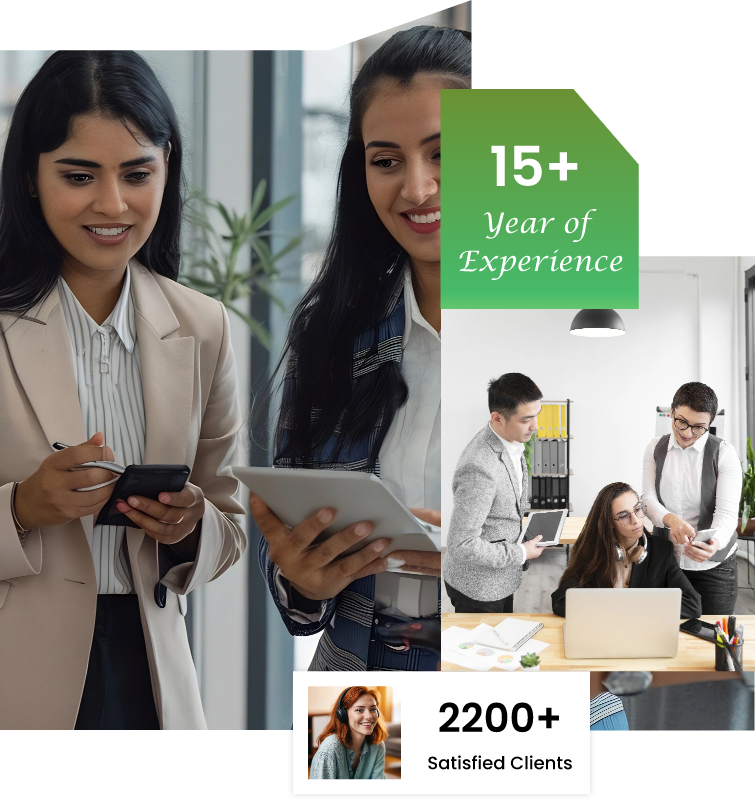 15+
Year of
Experience
2200+
Satisfied Clients